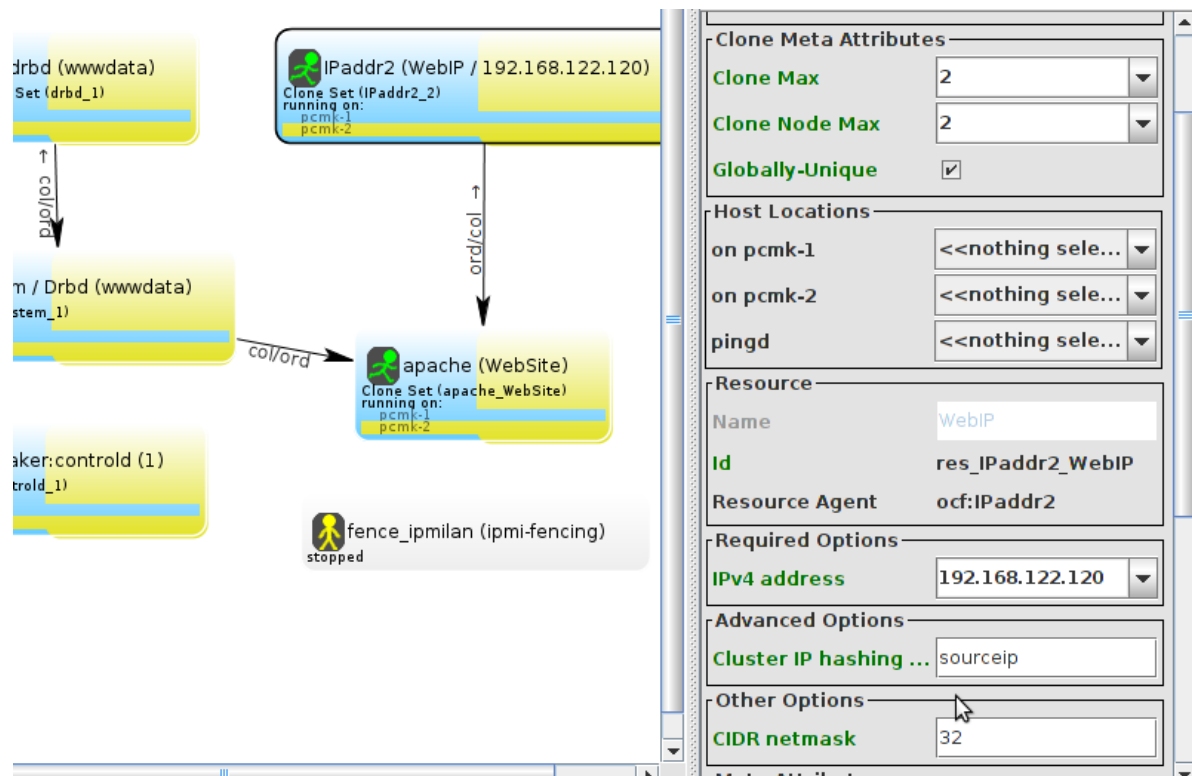 drbd (wwwdata)
Set (drbd_1)
IPaddr2 (WebIP / 192.168.122.120)
Clone Set (IPaddr2_2)
running on:
pcmk-1
pcmk-2
← col/ord
ord/col →
m / Drbd (wwwdata)
stem_1)
col/ord
apache (WebSite)
Clone Set (apache_WebSite)
running on:
pcmk-1
pcmk-2
aker:controld (1)
trold_1)
fence_ipmilan (ipmi-fencing)
stopped
Clone Meta Attributes
Clone Max 2
Clone Node Max 2
Globally-Unique
Host Locations
on pcmk-1 <<nothing sele...
on pcmk-2 <<nothing sele...
pingd <<nothing sele...
Resource
Name WebIP
Id res_IPaddr2_WebIP
Resource Agent ocf:IPaddr2
Required Options
IPv4 address 192.168.122.120
Advanced Options
Cluster IP hashing ... sourceip
Other Options
CIDR netmask 32